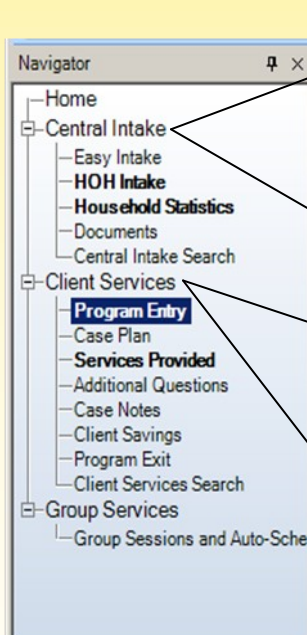 Navigator
Home
Central Intake
Easy Intake
HOH Intake
Household Statistics
Documents
Central Intake Search
Client Services
Program Entry
Case Plan
Services Provided
Additional Questions
Case Notes
Client Savings
Program Exit
Client Services Search
Group Services
Group Sessions and Auto-Sche